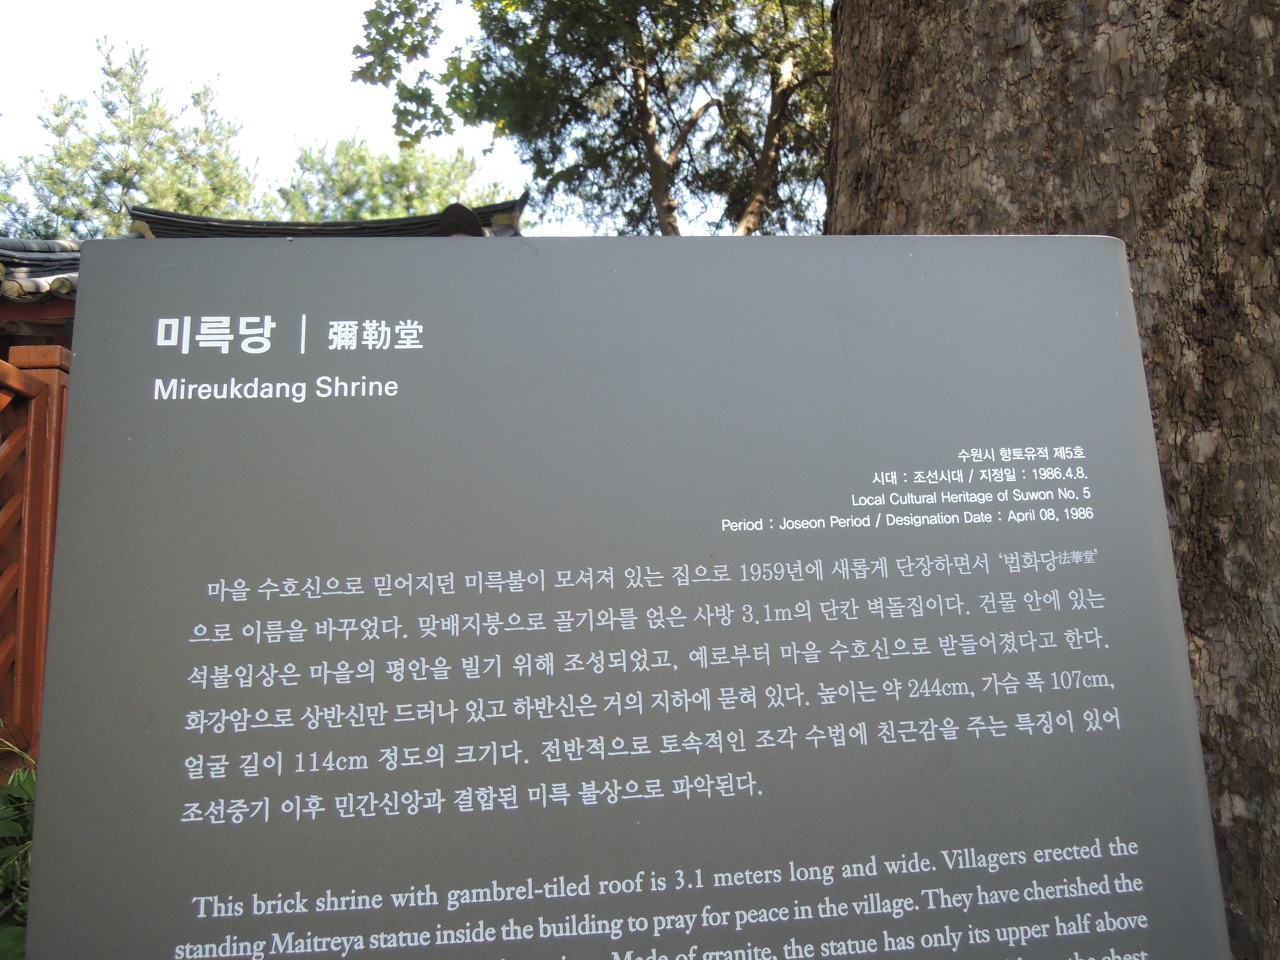 미륵당 | 彌勒堂
Mireukdang Shrine
수원시 향토유적 제5호
시대 : 조선시대 / 지정일 : 1986.4.8.
Local Cultural Heritage of Suwon No. 5
Period : Joseon Period / Designation Date : April 08, 1986
마을 수호신으로 믿어지던 미륵불이 모셔져 있는 집으로 1959년에 새롭게 단장하면서 ‘법화당法華堂’
으로 이름을 바꾸었다. 맞배지붕으로 골기와를 얹은 사방 3.1m의 단칸 벽돌집이다. 건물 안에 있는
석불입상은 마을의 평안을 빌기 위해 조성되었고, 예로부터 마을 수호신으로 받들어졌다고 한다.
화강암으로 상반신만 드러나 있고 하반신은 거의 지하에 묻혀 있다. 높이는 약 244cm, 가슴 폭 107cm,
얼굴 길이 114cm 정도의 크기다. 전반적으로 토속적인 조각 수법에 친근감을 주는 특징이 있어
조선중기 이후 민간신앙과 결합된 미륵 불상으로 파악된다.
This brick shrine with gambrel-tiled roof is 3.1 meters long and wide. Villagers erected the
standing Maitreya statue inside the building to pray for peace in the village. They have cherished the
Made of granite, the statue has only its upper half above
the chest